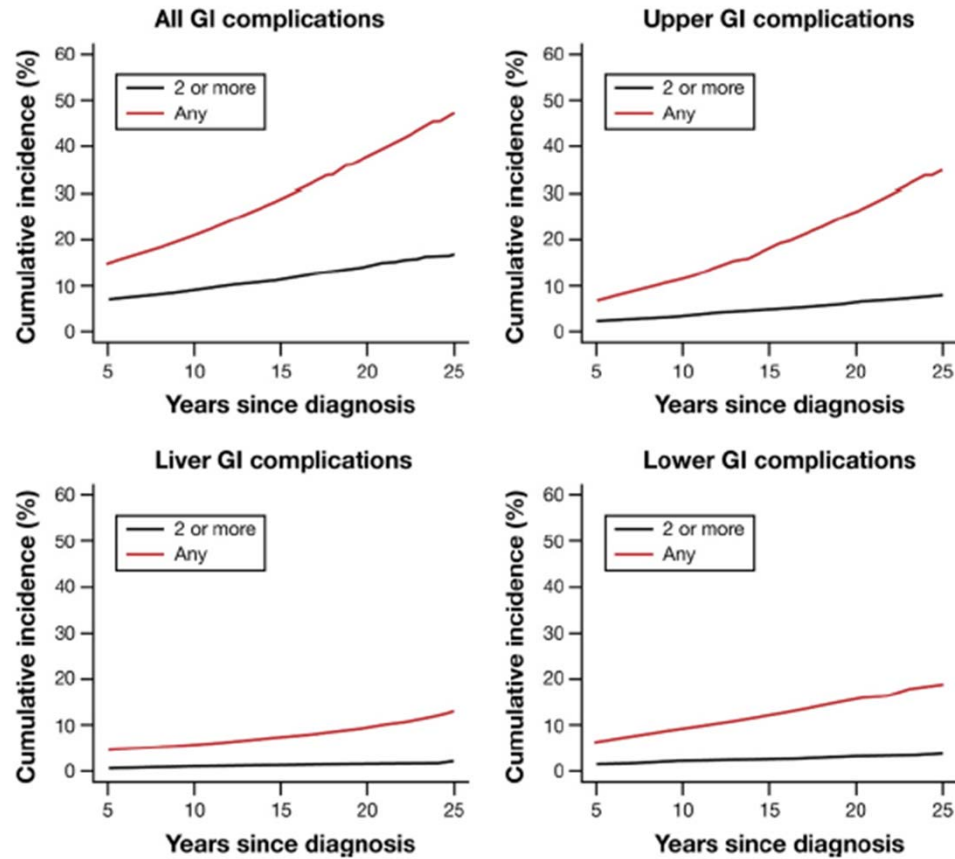 All GI complications
Cumulative incidence (%)
60
50
40
30
20
10
0
2 or more
Any
5 10 15 20 25
Years since diagnosis
Upper GI complications
Cumulative incidence (%)
60
50
40
30
20
10
0
2 or more
Any
5 10 15 20 25
Years since diagnosis
Liver GI complications
Cumulative incidence (%)
60
50
40
30
20
10
0
2 or more
Any
5 10 15 20 25
Years since diagnosis
Lower GI complications
Cumulative incidence (%)
60
50
40
30
20
10
0
2 or more
Any
5 10 15 20 25
Years since diagnosis